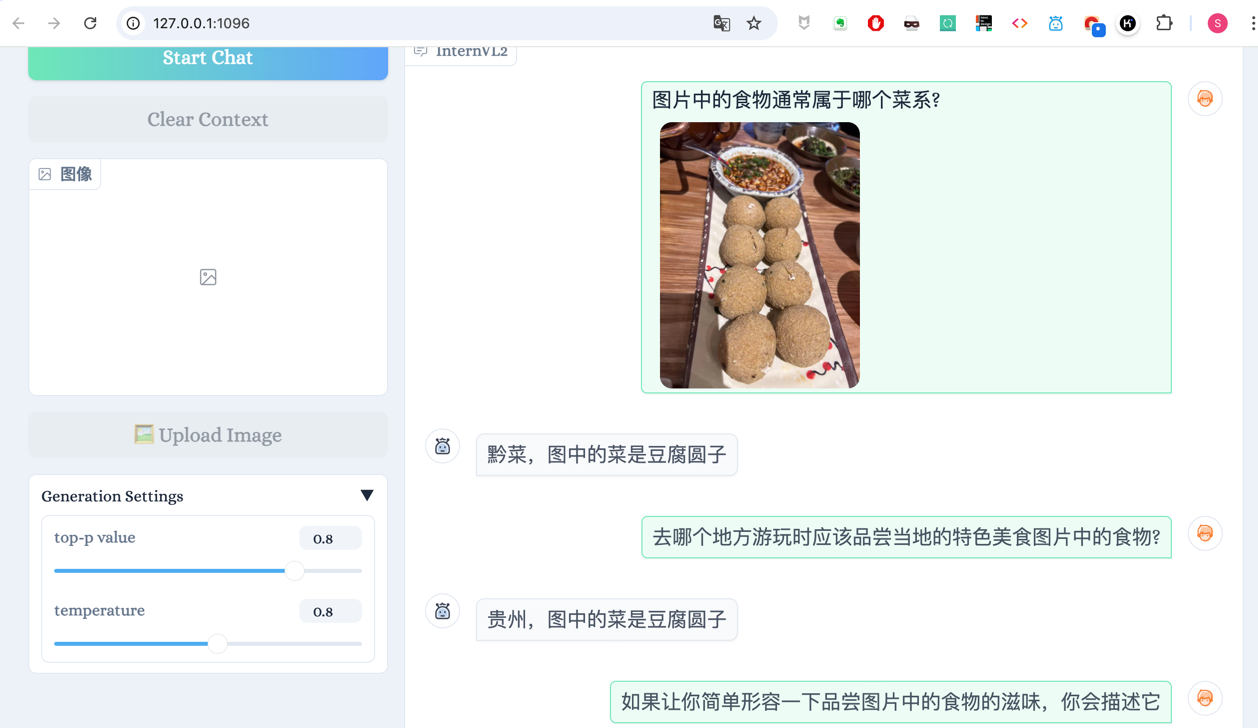 127.0.0.1:1096
Start Chat
InternVL2
Clear Context
图像
Upload Image
Generation Settings
top-p value
0.8
temperature
0.8
图片中的食物通常属于哪个菜系?
黔菜，图中的菜是豆腐圆子
去哪个地方游玩时应该品尝当地的特色美食图片中的食物?
贵州，图中的菜是豆腐圆子
如果让你简单形容一下品尝图片中的食物的滋味，你会描述它
S